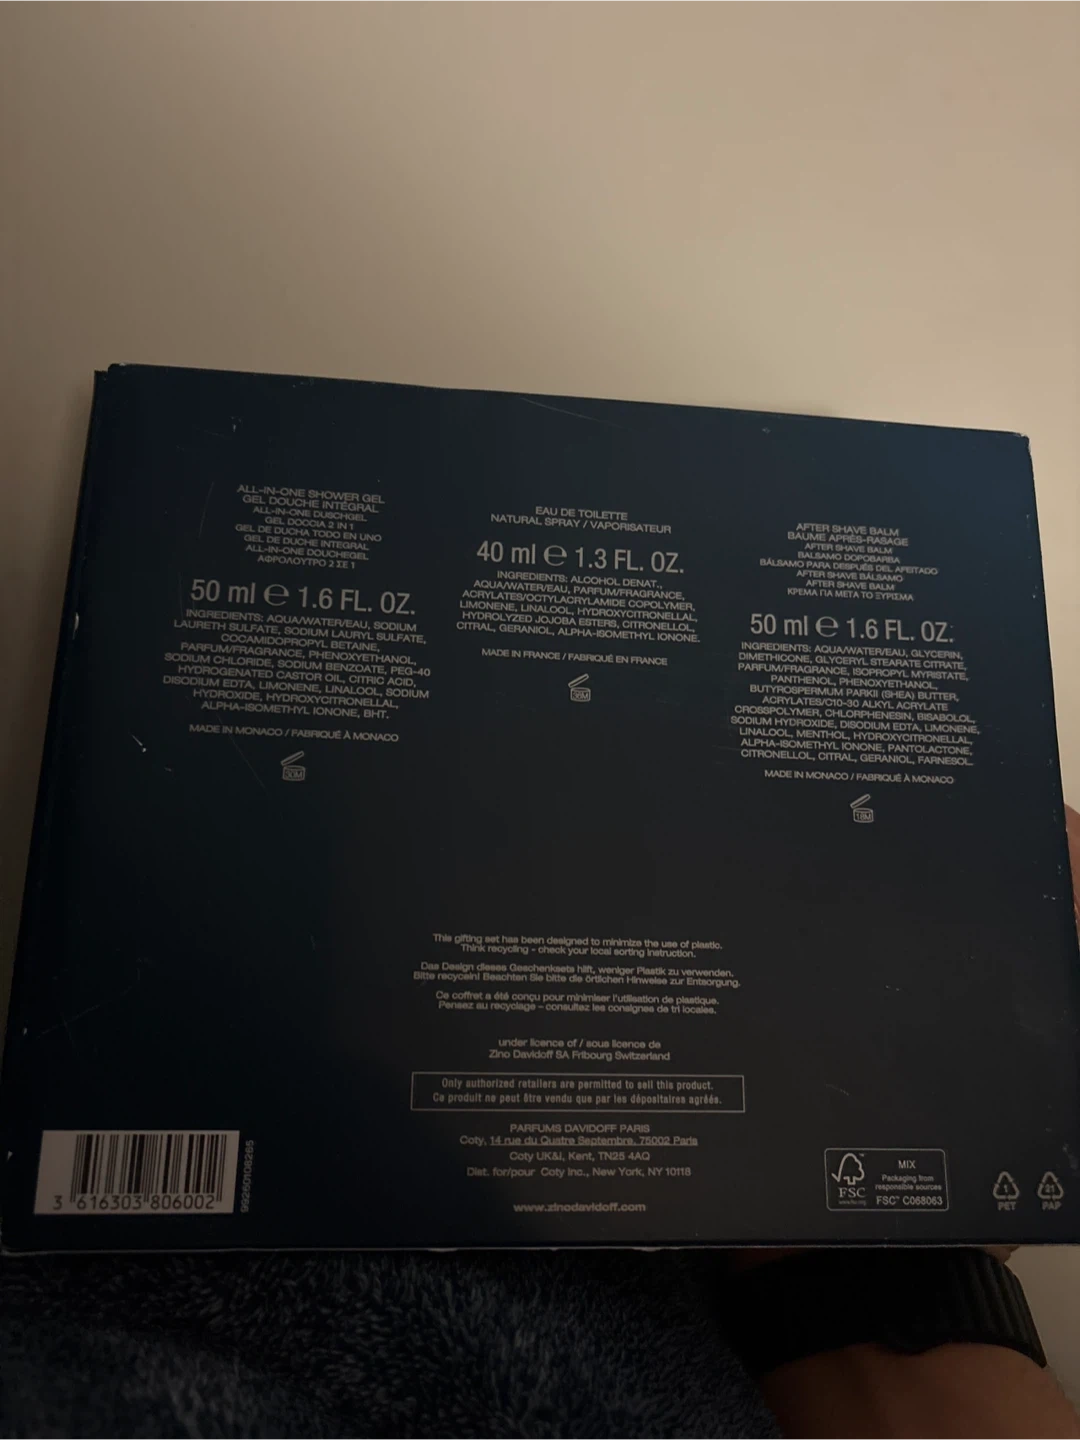 ALL-IN-ONE SHOWER GEL
GEL DOUCHE INTÉGRAL
ALL-IN-ONE DUSCHGEL
GEL DOCCIA 2 IN 1
GEL DE DUCHA TODO EN UNO
GEL DE DUCHE INTEGRAL
ALL-IN-ONE DOUCHEGEL
ΑΦΡΟΛΟΥΤΡΟ 2 ΣΕ 1
50 ml ℮ 1.6 FL. OZ.
INGREDIENTS: AQUA/WATER/EAU, SODIUM
LAURETH SULFATE, SODIUM LAURYL SULFATE,
COCAMIDOPROPYL BETAINE,
PARFUM/FRAGRANCE, PHENOXYETHANOL,
SODIUM CHLORIDE, SODIUM BENZOATE, PEG-40
HYDROGENATED CASTOR OIL, CITRIC ACID,
DISODIUM EDTA, LIMONENE, LINALOOL, SODIUM
HYDROXIDE, HYDROXYCITRONELLAL,
ALPHA-ISOMETHYL IONONE, BHT.
MADE IN MONACO / FABRIQUÉ À MONACO
30M
EAU DE TOILETTE
NATURAL SPRAY / VAPORISATEUR
40 ml ℮ 1.3 FL. OZ.
INGREDIENTS: ALCOHOL DENAT.,
AQUA/WATER/EAU, PARFUM/FRAGRANCE,
ACRYLATES/OCTYLACRYLAMIDE COPOLYMER,
LIMONENE, LINALOOL, HYDROXYCITRONELLAL,
HYDROLYZED JOJOBA ESTERS, CITRONELLOL,
CITRAL, GERANIOL, ALPHA-ISOMETHYL IONONE.
MADE IN FRANCE / FABRIQUÉ EN FRANCE
36M
AFTER SHAVE BALM
BAUME APRÈS-RASAGE
AFTER SHAVE BALM
BALSAMO DOPOBARBA
BÁLSAMO PARA DESPUÉS DEL AFEITADO
AFTER SHAVE BÁLSAMO
AFTER SHAVE BALM
ΚΡΕΜΑ ΓΙΑ ΜΕΤΑ ΤΟ ΞΥΡΙΣΜΑ
50 ml ℮ 1.6 FL. OZ.
INGREDIENTS: AQUA/WATER/EAU, GLYCERIN,
DIMETHICONE, GLYCERYL STEARATE CITRATE,
PARFUM/FRAGRANCE, ISOPROPYL MYRISTATE,
PANTHENOL, PHENOXYETHANOL,
BUTYROSPERMUM PARKII (SHEA) BUTTER,
ACRYLATES/C10-30 ALKYL ACRYLATE
CROSSPOLYMER, CHLORPHENESIN, BISABOLOL,
SODIUM HYDROXIDE, DISODIUM EDTA, LIMONENE,
LINALOOL, MENTHOL, HYDROXYCITRONELLAL,
ALPHA-ISOMETHYL IONONE, PANTOLACTONE,
CITRONELLOL, CITRAL, GERANIOL, FARNESOL.
MADE IN MONACO / FABRIQUÉ À MONACO
18M
This gifting set has been designed to minimize the use of plastic.
Think recycling - check your local sorting instruction.
Das Design dieses Geschenksets hilft, weniger Plastik zu verwenden.
Bitte recyceln! Beachten Sie bitte die örtlichen Hinweise zur Entsorgung.
Ce coffret a été conçu pour minimiser l'utilisation de plastique.
Pensez au recyclage – consultez les consignes de tri locales.
under licence of / sous licence de
Zino Davidoff SA Fribourg Switzerland
Only authorized retailers are permitted to sell this product.
Ce produit ne peut être vendu que par les dépositaires agréés.
PARFUMS DAVIDOFF PARIS
Coty, 14 rue du Quatre Septembre, 75002 Paris
Coty UK&I, Kent, TN25 4AQ
Dist. for/pour Coty Inc., New York, NY 10118
www.zinodavidoff.com
3 616303 806002
99260108265
FSC
www.fsc.org
MIX
Packaging from
responsible sources
FSC® C068063
1
PET
21
PAP